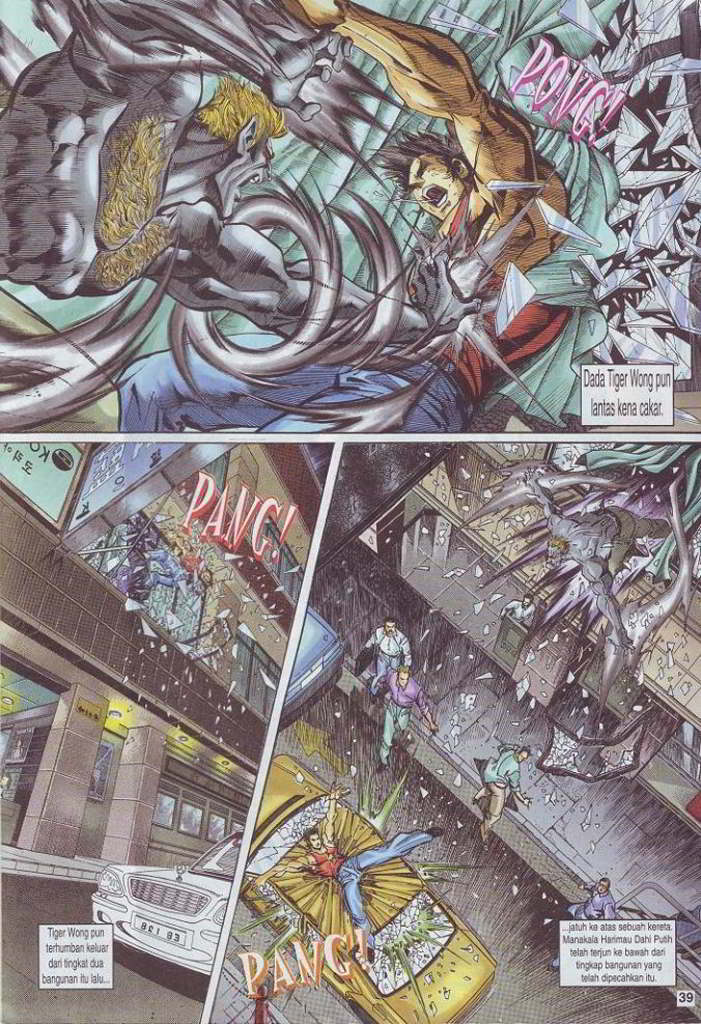 PONG!
Dada Tiger Wong pun
lantas kena cakar.
PANG!
Tiger Wong pun
terhumban keluar
dari tingkat dua
bangunan itu lalu...
...jatuh ke atas sebuah kereta.
Manakala Harimau Dahi Putih
telah terjun ke bawah dari
tingkap bangunan yang
telah dipecahkan itu.
PANG!
39